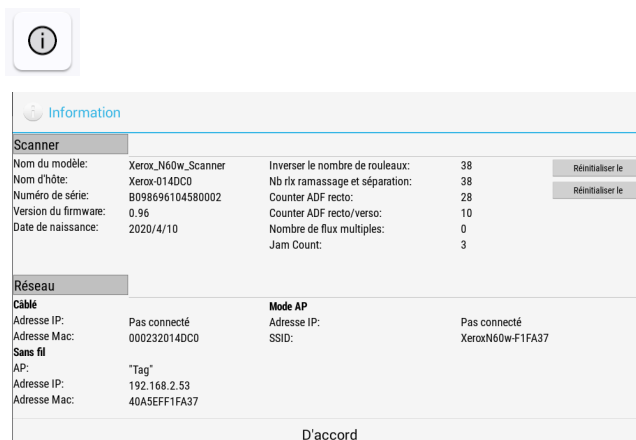 Information
Scanner
Nom du modèle: Xerox_N60w_Scanner Inverser le nombre de rouleaux: 38 Réinitialiser le
Nom d'hôte: Xerox-014DC0 Nb rlx ramassage et séparation: 38 Réinitialiser le
Numéro de série: B098696104580002 Counter ADF recto: 28
Version du firmware: 0.96 Counter ADF recto/verso: 10
Date de naissance: 2020/4/10 Nombre de flux multiples: 0
Jam Count: 3
Réseau
Câblé Mode AP
Adresse IP: Pas connecté Adresse IP: Pas connecté
Adresse Mac: 000232014DC0 SSID: XeroxN60w-F1FA37
Sans fil
AP: "Tag"
Adresse IP: 192.168.2.53
Adresse Mac: 40A5EFF1FA37
D'accord